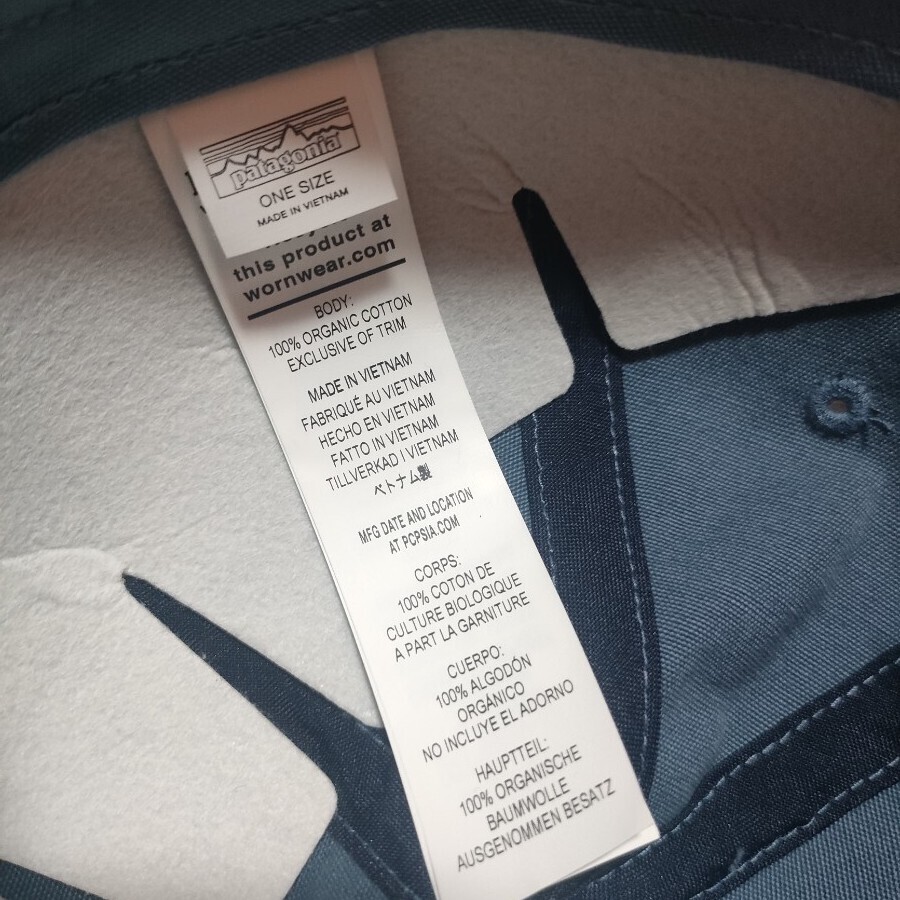 patagonia
ONE SIZE
MADE IN VIETNAM
this product at
wornwear.com
BODY:
100% ORGANIC COTTON
EXCLUSIVE OF TRIM
MADE IN VIETNAM
FABRIQUÉ AU VIETNAM
HECHO EN VIETNAM
FATTO IN VIETNAM
TILLVERKAD I VIETNAM
ベトナム製
MFG DATE AND LOCATION
AT PCPSIA.COM
CORPS:
100% COTON DE
CULTURE BIOLOGIQUE
A PART LA GARNITURE
CUERPO:
100% ALGODÓN
ORGÁNICO
NO INCLUYE EL ADORNO
HAUPTTEIL:
100% ORGANISCHE
BAUMWOLLE
AUSGENOMMEN BESATZ